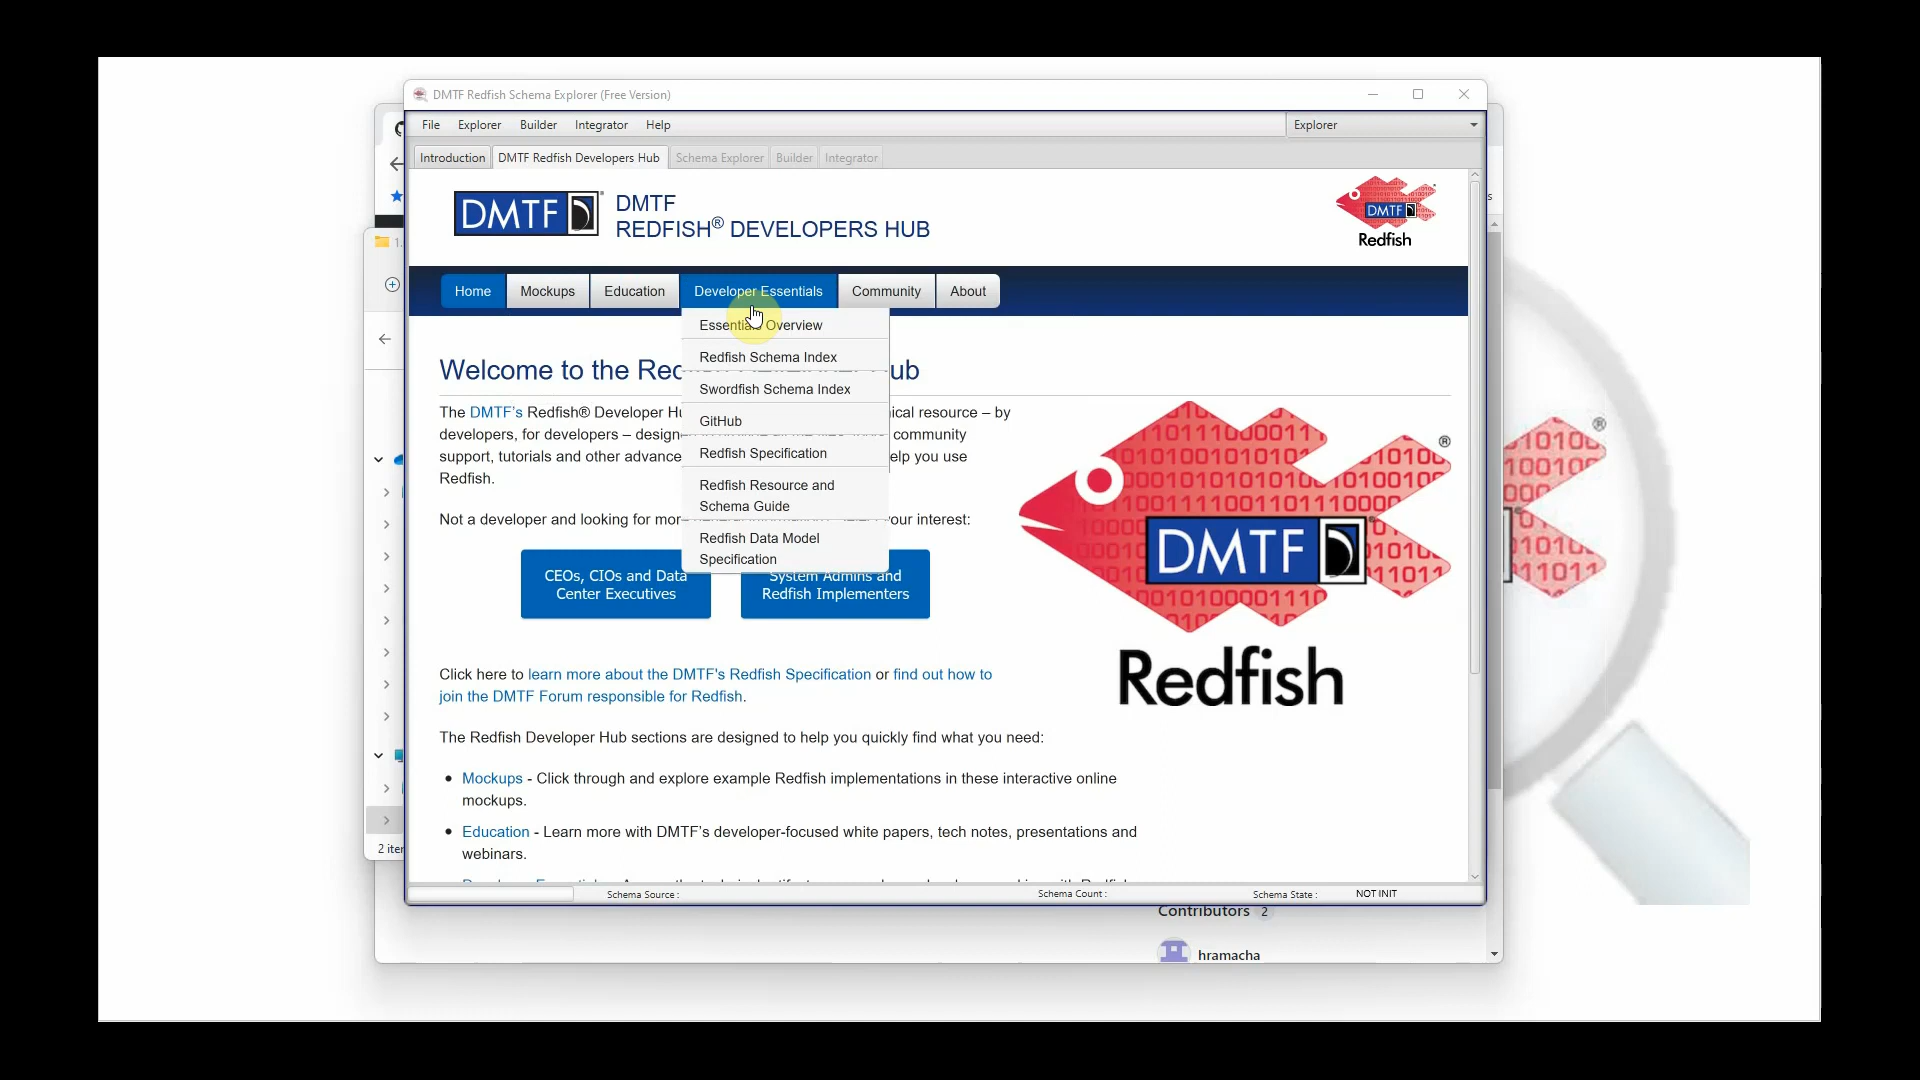 DMTF Redfish Schema Explorer (Free Version)
File Explorer Builder Integrator Help
Explorer
Introduction DMTF Redfish Developers Hub Schema Explorer Builder Integrator
DMTF
DMTF
REDFISH® DEVELOPERS HUB
DMTF
Redfish
Home Mockups Education Developer Essentials Community About
Essentials Overview
Redfish Schema Index
Swordfish Schema Index
GitHub
Redfish Specification
Redfish Resource and
Schema Guide
Redfish Data Model
Specification
Welcome to the Red ub
The DMTF's Redfish® Developer Hu ical resource – by
developers, for developers – design community
support, tutorials and other advance elp you use
Redfish.
Not a developer and looking for mor our interest:
CEOs, CIOs and Data
Center Executives
System Admins and
Redfish Implementers
DMTF
Redfish
®
Click here to learn more about the DMTF's Redfish Specification or find out how to
join the DMTF Forum responsible for Redfish.
The Redfish Developer Hub sections are designed to help you quickly find what you need:
• Mockups - Click through and explore example Redfish implementations in these interactive online
mockups.
• Education - Learn more with DMTF's developer-focused white papers, tech notes, presentations and
webinars.
Schema Source : Schema Count : Schema State : NOT INIT
1.
2 iter
Contributors 2
hramacha